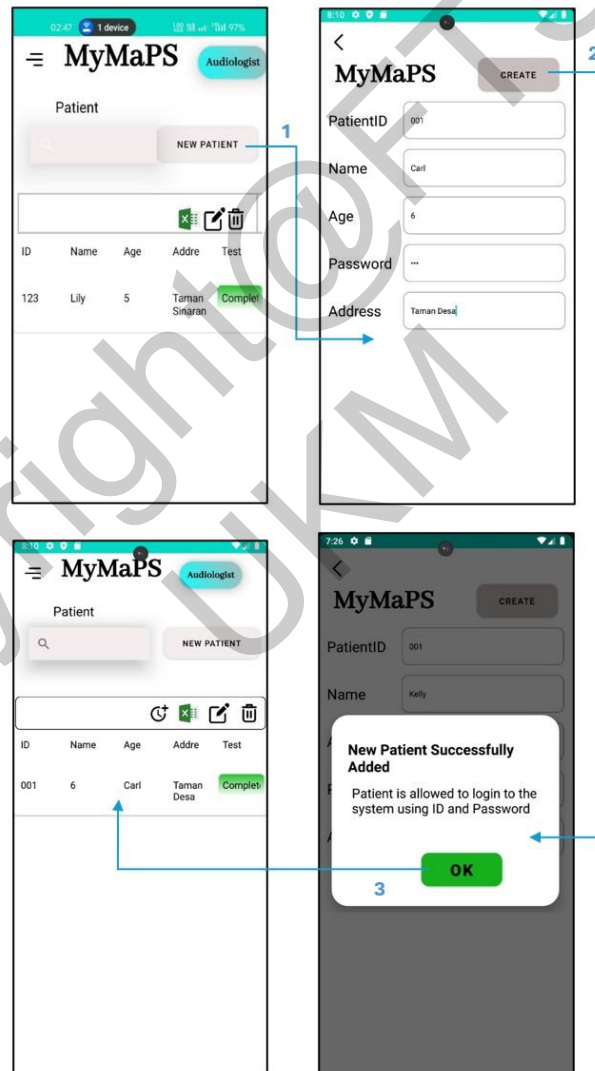 02:47 1 device 97%
MyMaPS
Audiologist
Patient
NEW PATIENT
1
ID Name Age Addre Test
123 Lily 5 Taman Sinaran Complet
8:10
MyMaPS
CREATE
2
PatientID 001
Name Carl
Age 6
Password •••
Address Taman Desa
8:10
MyMaPS
Audiologist
Patient
NEW PATIENT
ID Name Age Addre Test
001 6 Carl Taman Desa Complet
7:26
MyMaPS
CREATE
PatientID 001
Name Kelly
New Patient Successfully
Added
Patient is allowed to login to the
system using ID and Password
OK
3
UKM